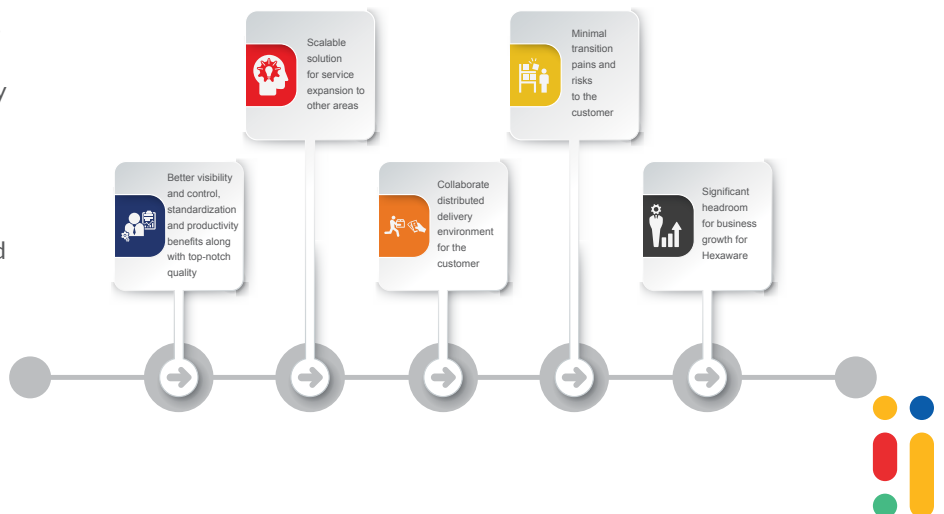 y
d
Better visibility
and control,
standardization
and productivity
benefits along
with top-notch
quality
Scalable
solution
for service
expansion to
other areas
Collaborate
distributed
delivery
environment
for the
customer
Minimal
transition
pains and
risks
to the
customer
Significant
headroom
for business
growth for
Hexaware